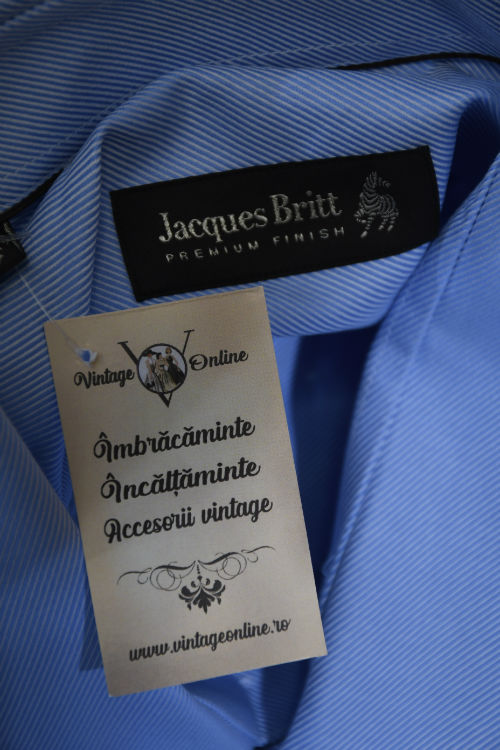 Jacques Britt
PREMIUM FINISH
Vintage Online
Îmbrăcăminte
Încălțăminte
Accesorii vintage
www.vintageonline.ro